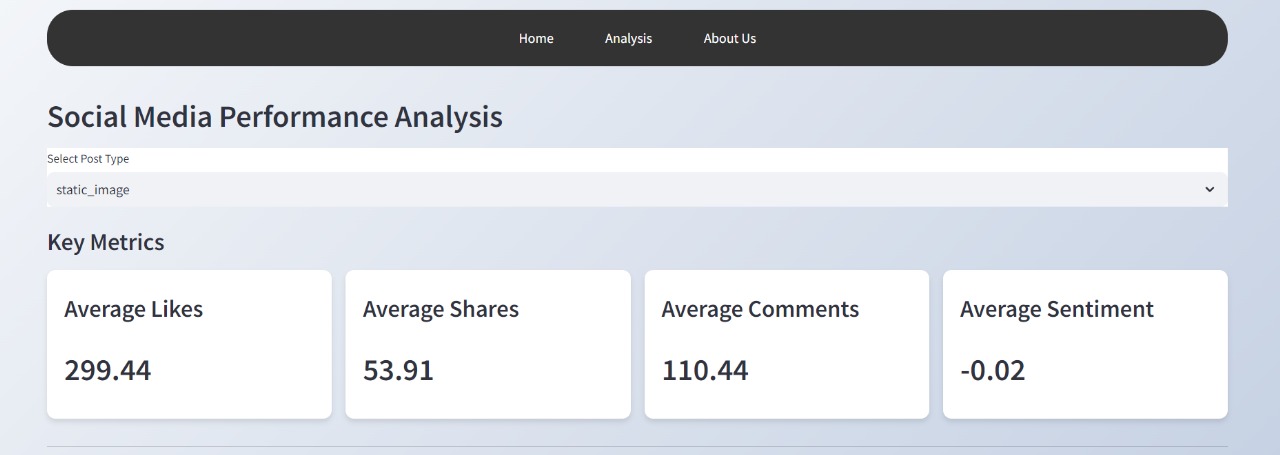 Home Analysis About Us
Social Media Performance Analysis
Select Post Type
static_image
Key Metrics
Average Likes
299.44
Average Shares
53.91
Average Comments
110.44
Average Sentiment
-0.02